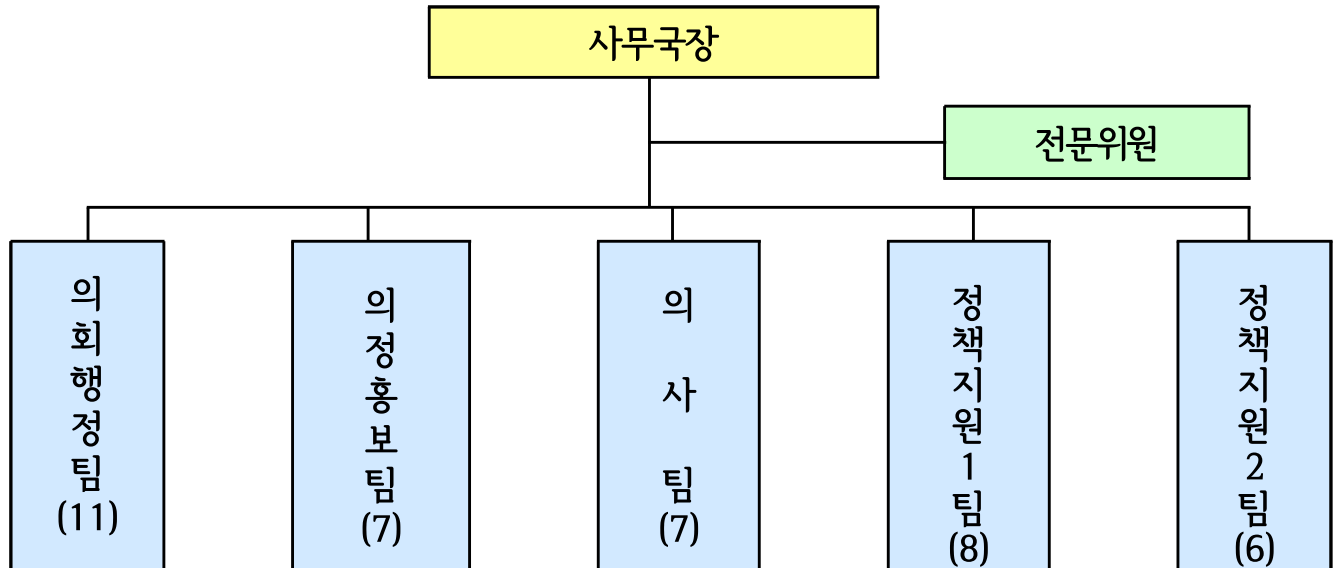 사무국장
전문위원
의회행정팀
(11)
의정홍보팀
(7)
의사팀
(7)
정책지원1팀
(8)
정책지원2팀
(6)